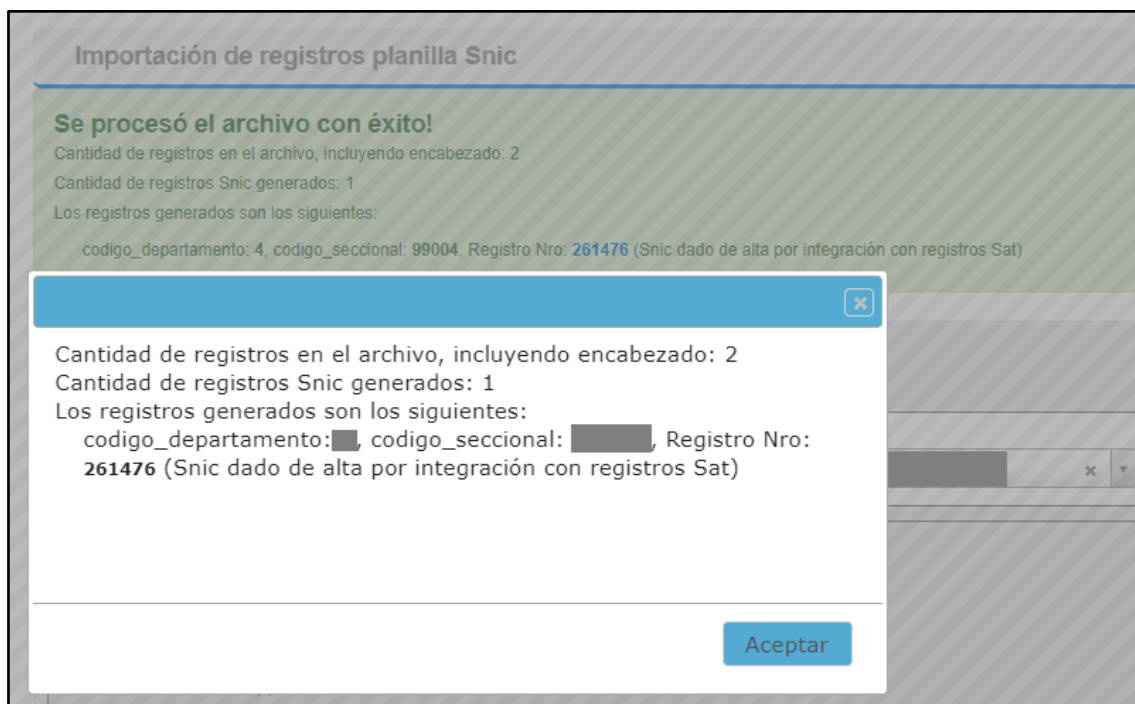 Importación de registros planilla Snic
Se procesó el archivo con éxito!
Cantidad de registros en el archivo, incluyendo encabezado: 2
Cantidad de registros Snic generados: 1
Los registros generados son los siguientes:
codigo_departamento: 4, codigo_seccional: 99004, Registro Nro: 261476 (Snic dado de alta por integración con registros Sat)
Cantidad de registros en el archivo, incluyendo encabezado: 2
Cantidad de registros Snic generados: 1
Los registros generados son los siguientes:
codigo_departamento: , codigo_seccional: , Registro Nro:
261476 (Snic dado de alta por integración con registros Sat)
Aceptar